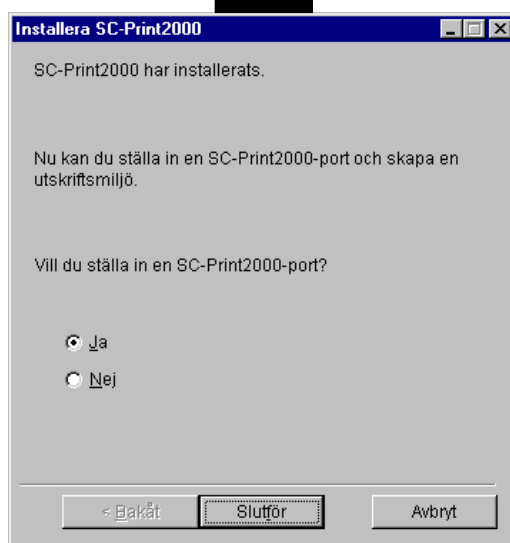 Installera SC-Print2000
SC-Print2000 har installerats.
Nu kan du ställa in en SC-Print2000-port och skapa en
utskriftsmiljö.
Vill du ställa in en SC-Print2000-port?
Ja
Nej
< Bakåt
Slutför
Avbryt